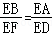 EB/EF = EA/ED